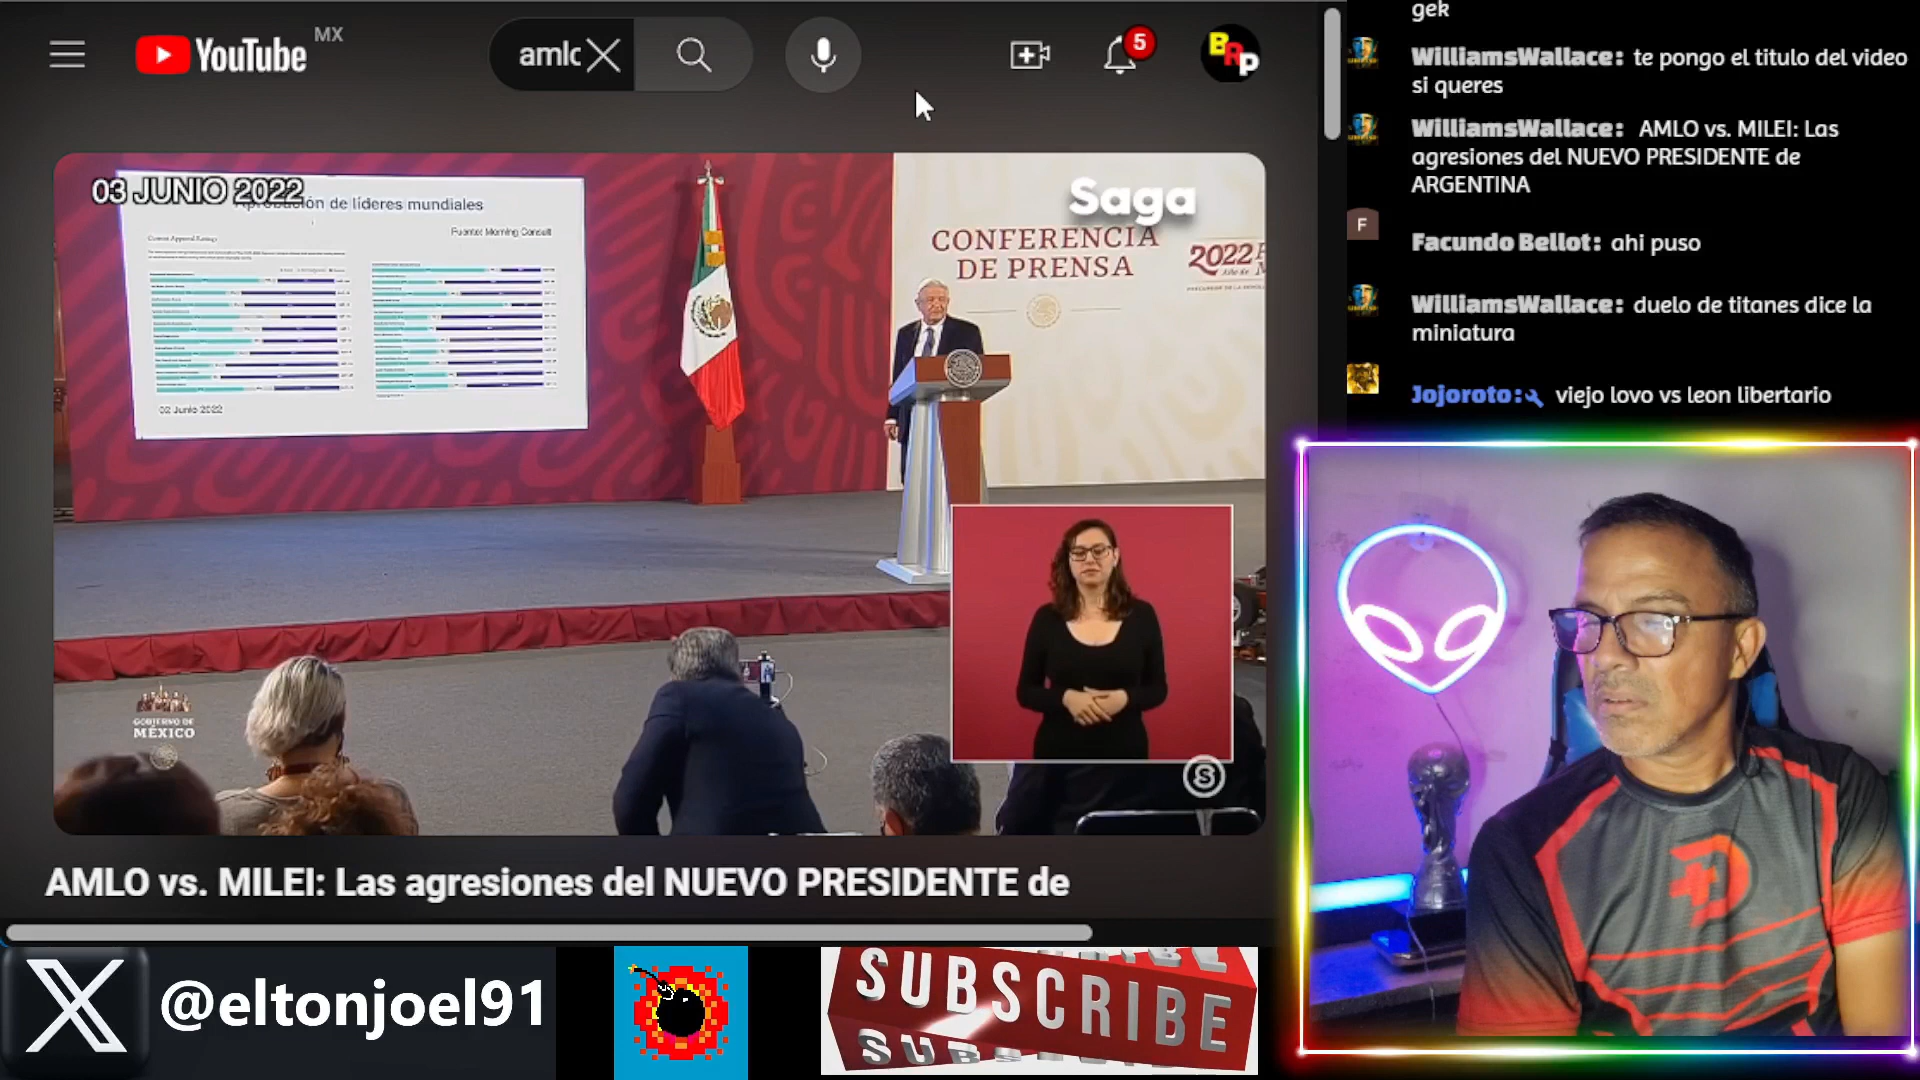 YouTube MX
amlo
5
BRP
03 JUNIO 2022
Aprobación de líderes mundiales
Fuente: Morning Consult
02 Junio 2022
Saga
CONFERENCIA
DE PRENSA
2022
GOBIERNO DE
MÉXICO
S
AMLO vs. MILEI: Las agresiones del NUEVO PRESIDENTE de
X @eltonjoel91
SUBSCRIBE
gek
WilliamsWallace: te pongo el titulo del video
si queres
WilliamsWallace: AMLO vs. MILEI: Las
agresiones del NUEVO PRESIDENTE de
ARGENTINA
F
Facundo Bellot: ahi puso
WilliamsWallace: duelo de titanes dice la
miniatura
Jojoroto: viejo lovo vs leon libertario